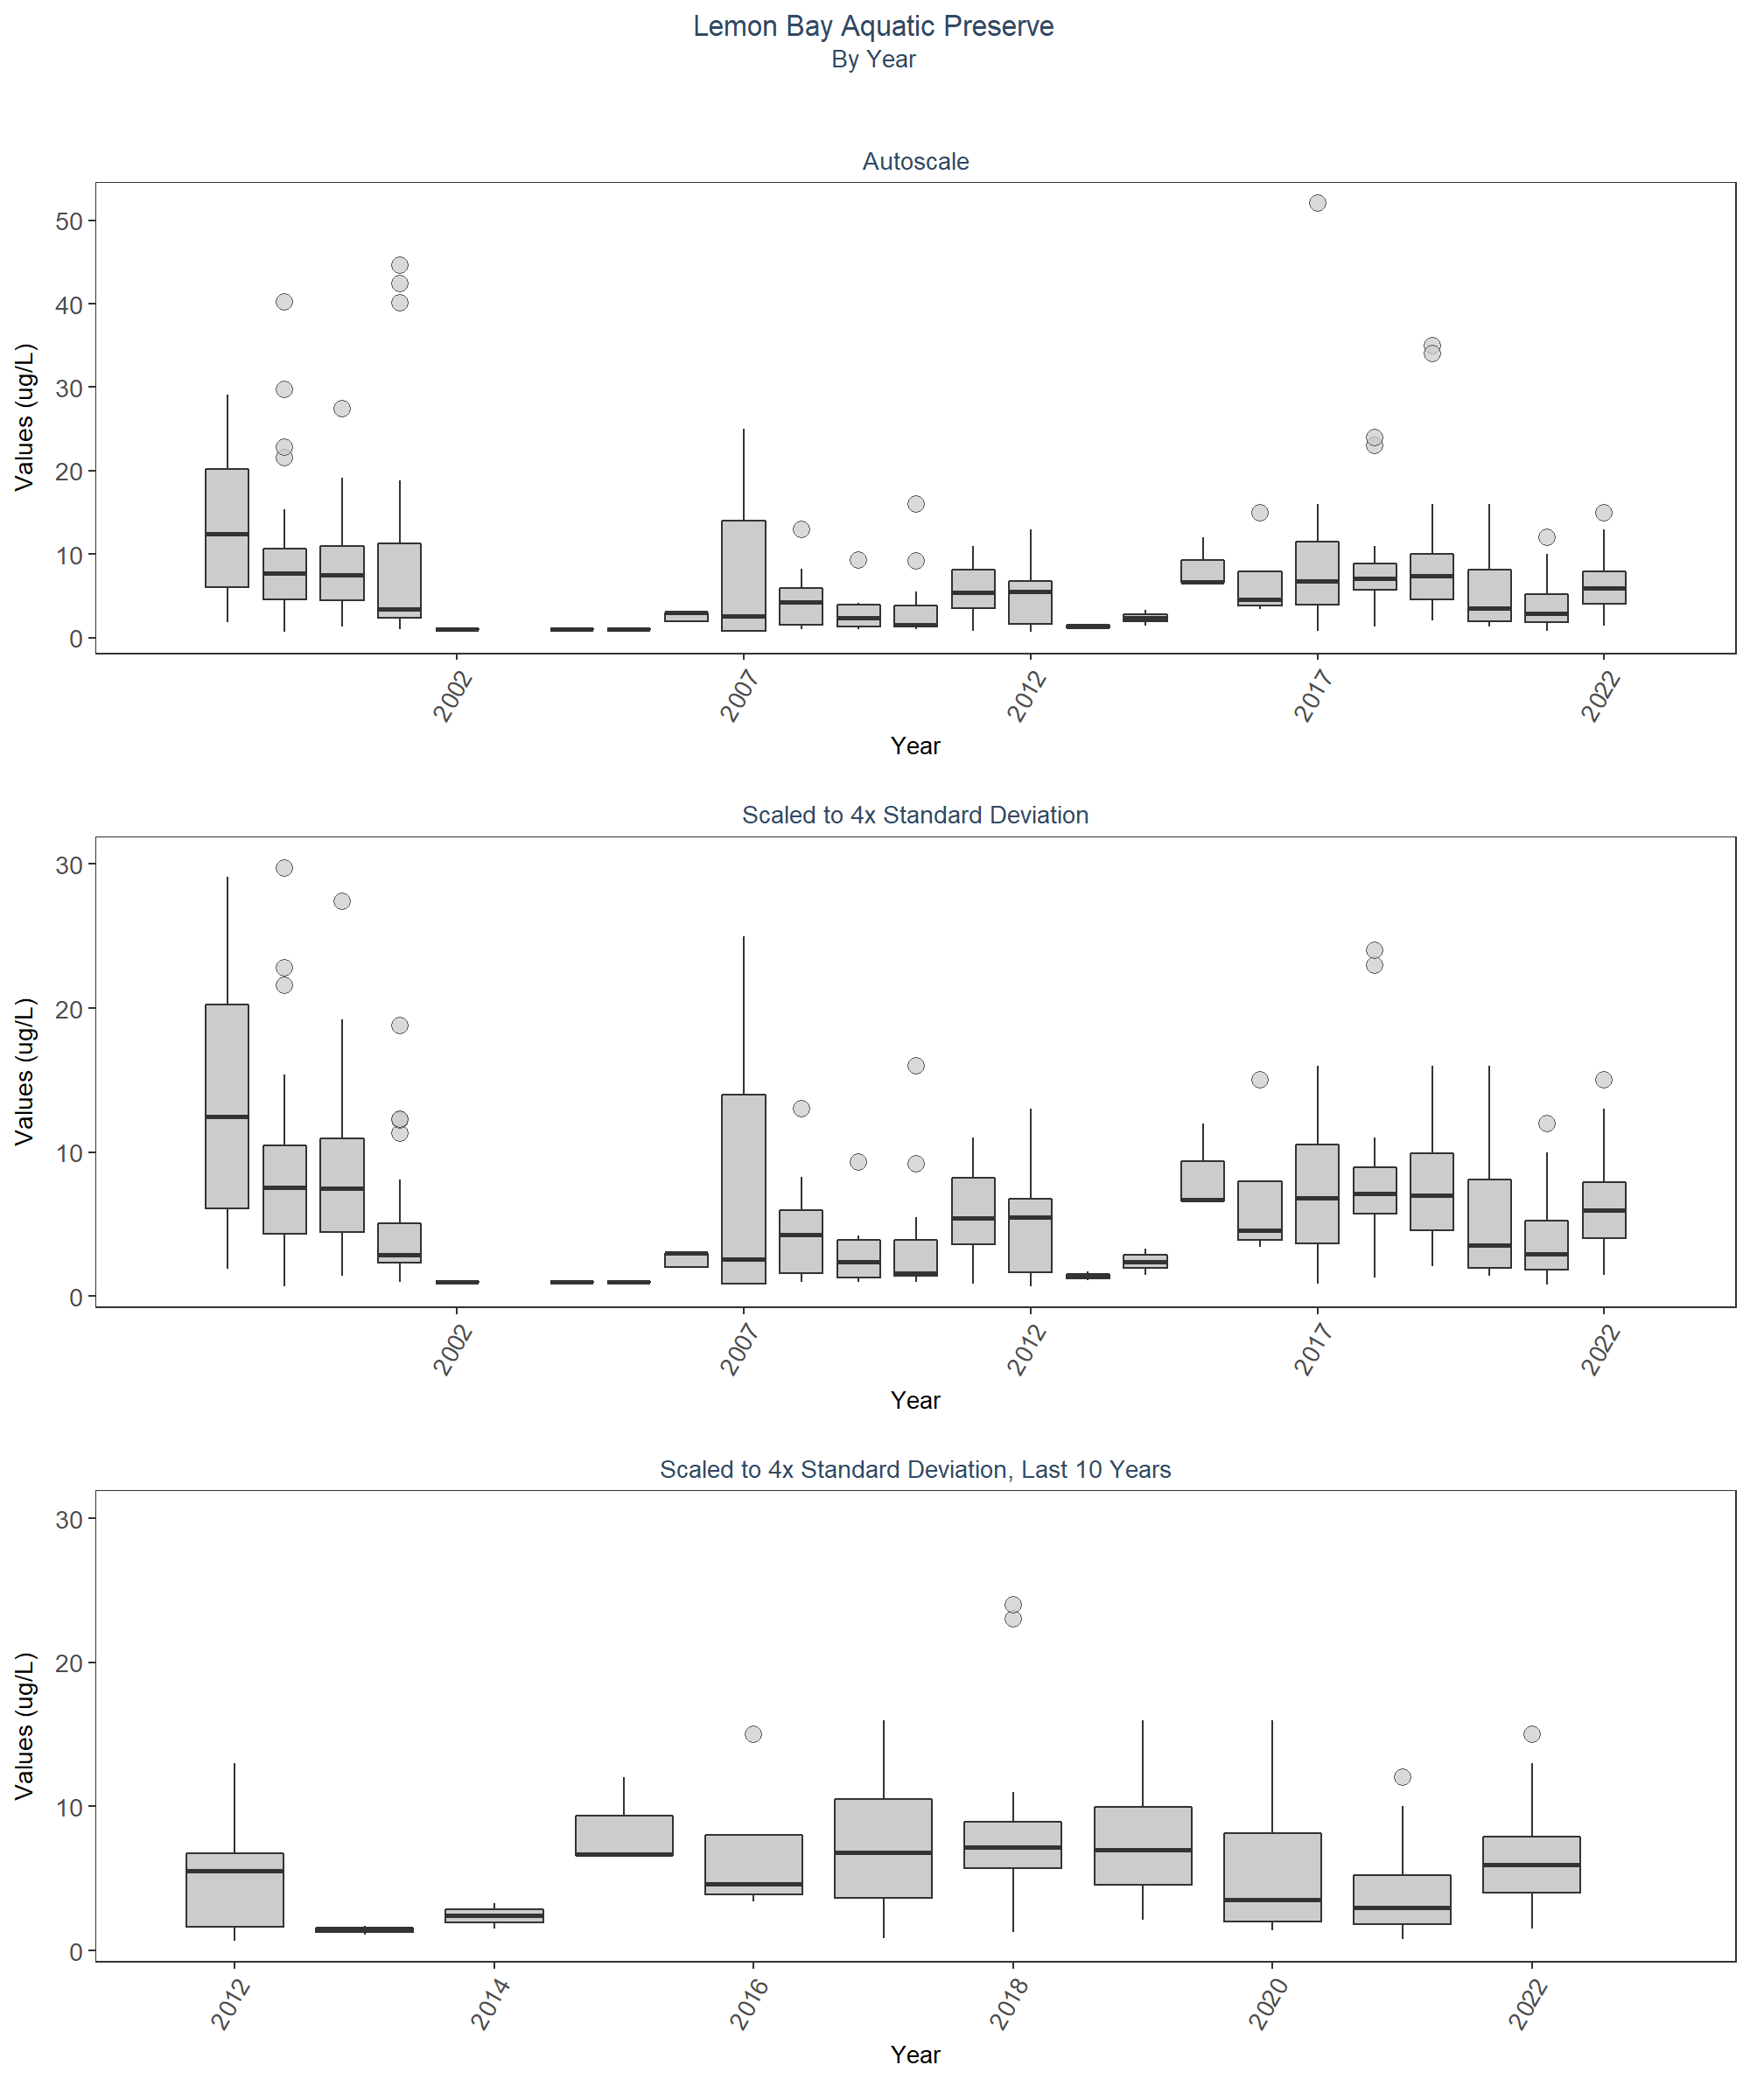 Lemon Bay Aquatic Preserve
By Year
Autoscale
Values (ug/L)
50
40
30
20
10
0
2002
2007
2012
2017
2022
Year
Scaled to 4x Standard Deviation
Values (ug/L)
30
20
10
0
2002
2007
2012
2017
2022
Year
Scaled to 4x Standard Deviation, Last 10 Years
Values (ug/L)
30
20
10
0
2012
2014
2016
2018
2020
2022
Year